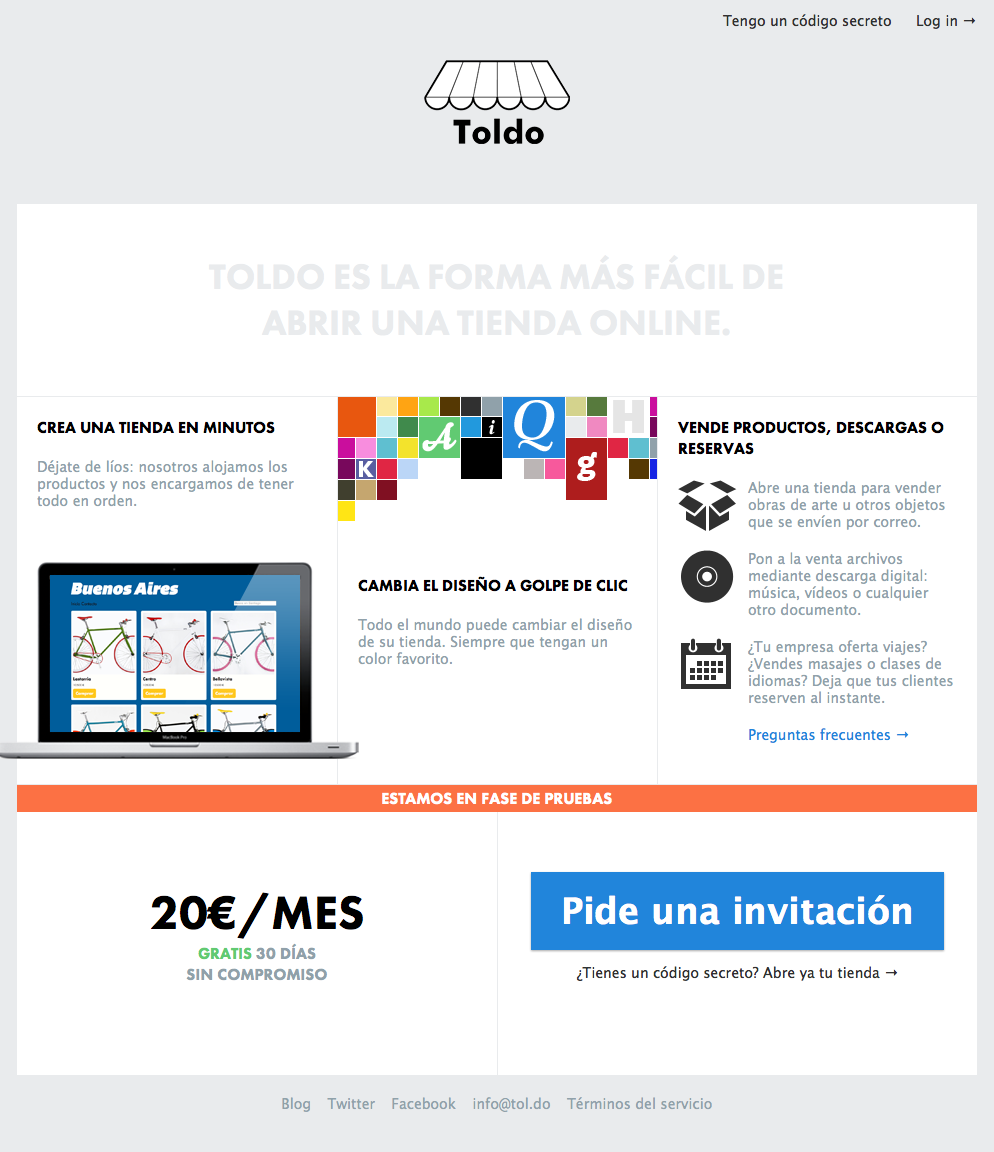 Tengo un código secreto Log in →
Toldo
TOLDO ES LA FORMA MÁS FÁCIL DE
ABRIR UNA TIENDA ONLINE.
CREA UNA TIENDA EN MINUTOS
Déjate de líos: nosotros alojamos los
productos y nos encargamos de tener
todo en orden.
Buenos Aires
Lavandía
Centro
Bellavista
Comprar
Comprar
Comprar
MacBook Pro
A i Q H
K g
CAMBIA EL DISEÑO A GOLPE DE CLIC
Todo el mundo puede cambiar el diseño
de su tienda. Siempre que tengan un
color favorito.
VENDE PRODUCTOS, DESCARGAS O
RESERVAS
Abre una tienda para vender
obras de arte u otros objetos
que se envíen por correo.
Pon a la venta archivos
mediante descarga digital:
música, vídeos o cualquier
otro documento.
¿Tu empresa oferta viajes?
¿Vendes masajes o clases de
idiomas? Deja que tus clientes
reserven al instante.
Preguntas frecuentes →
ESTAMOS EN FASE DE PRUEBAS
20€/MES
GRATIS 30 DÍAS
SIN COMPROMISO
Pide una invitación
¿Tienes un código secreto? Abre ya tu tienda →
Blog Twitter Facebook info@tol.do Términos del servicio